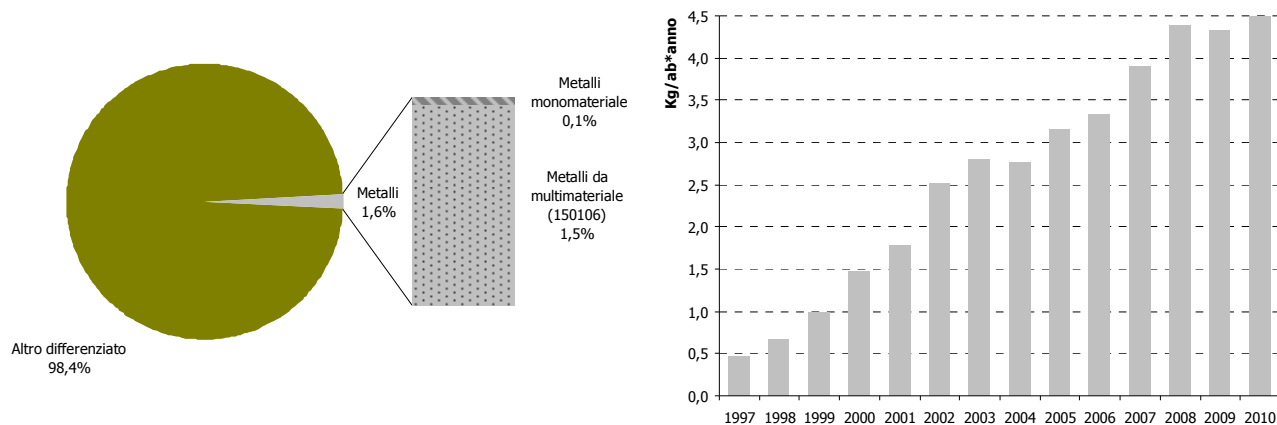 Metalli
monomateriale
0,1%
Metalli
1,6%
Metalli da
multimateriale
(150106)
1,5%
Altro differenziato
98,4%
Kg/ab*anno
4,5
4,0
3,5
3,0
2,5
2,0
1,5
1,0
0,5
0,0
1997 1998 1999 2000 2001 2002 2003 2004 2005 2006 2007 2008 2009 2010